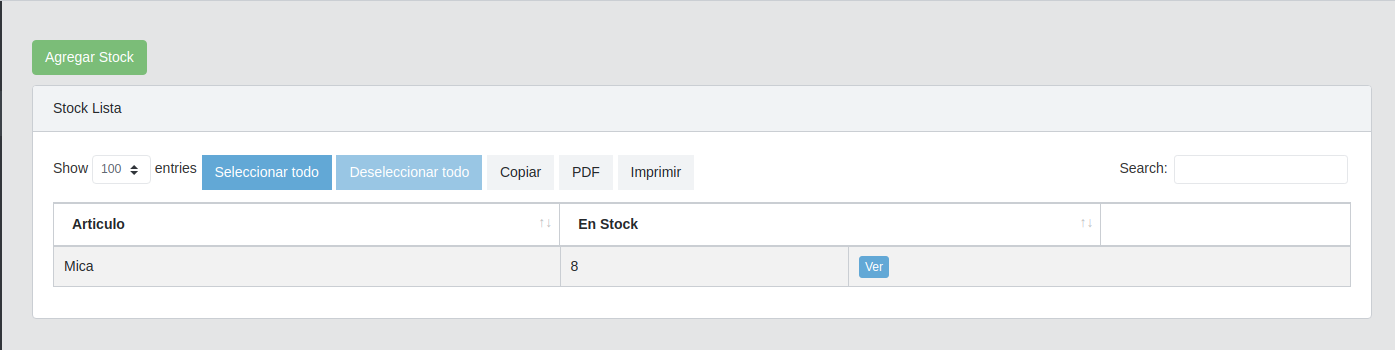 Agregar Stock
Stock Lista
Show 100 entries Seleccionar todo Deseleccionar todo Copiar PDF Imprimir Search:
Articulo En Stock
Mica 8 Ver